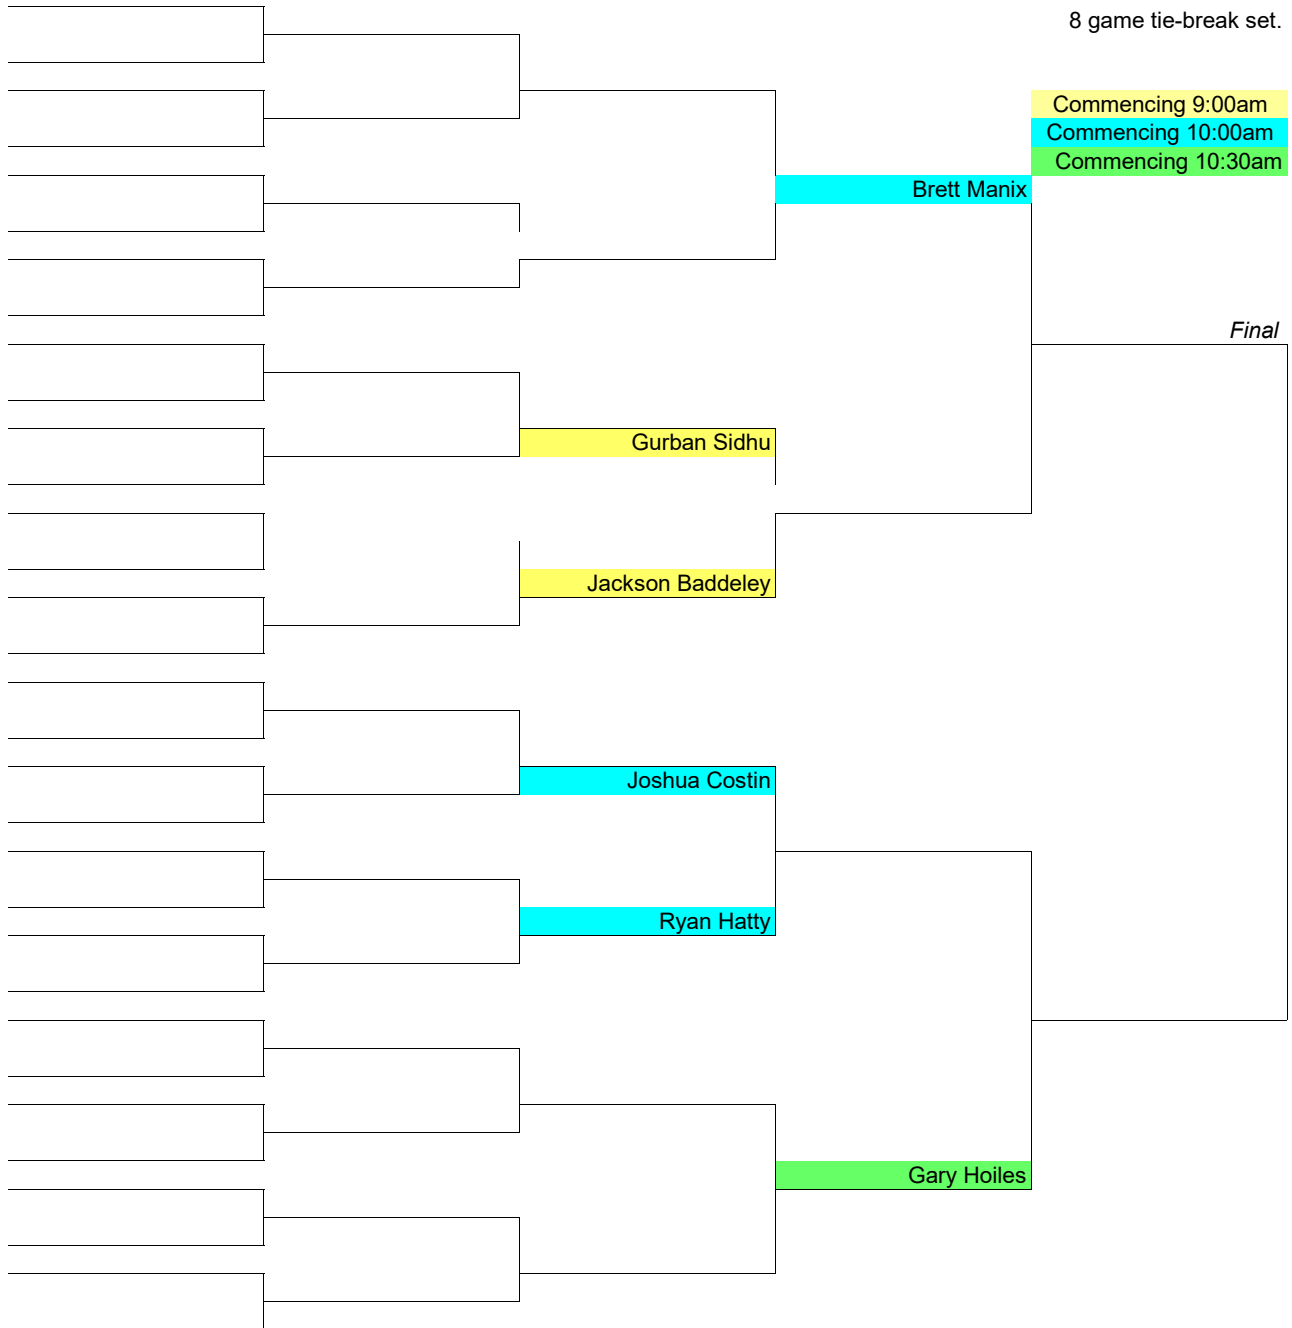 8 game tie-break set.
Commencing 9:00am
Commencing 10:00am
Commencing 10:30am
Brett Manix
Final
Gurban Sidhu
Jackson Baddeley
Joshua Costin
Ryan Hatty
Gary Hoiles